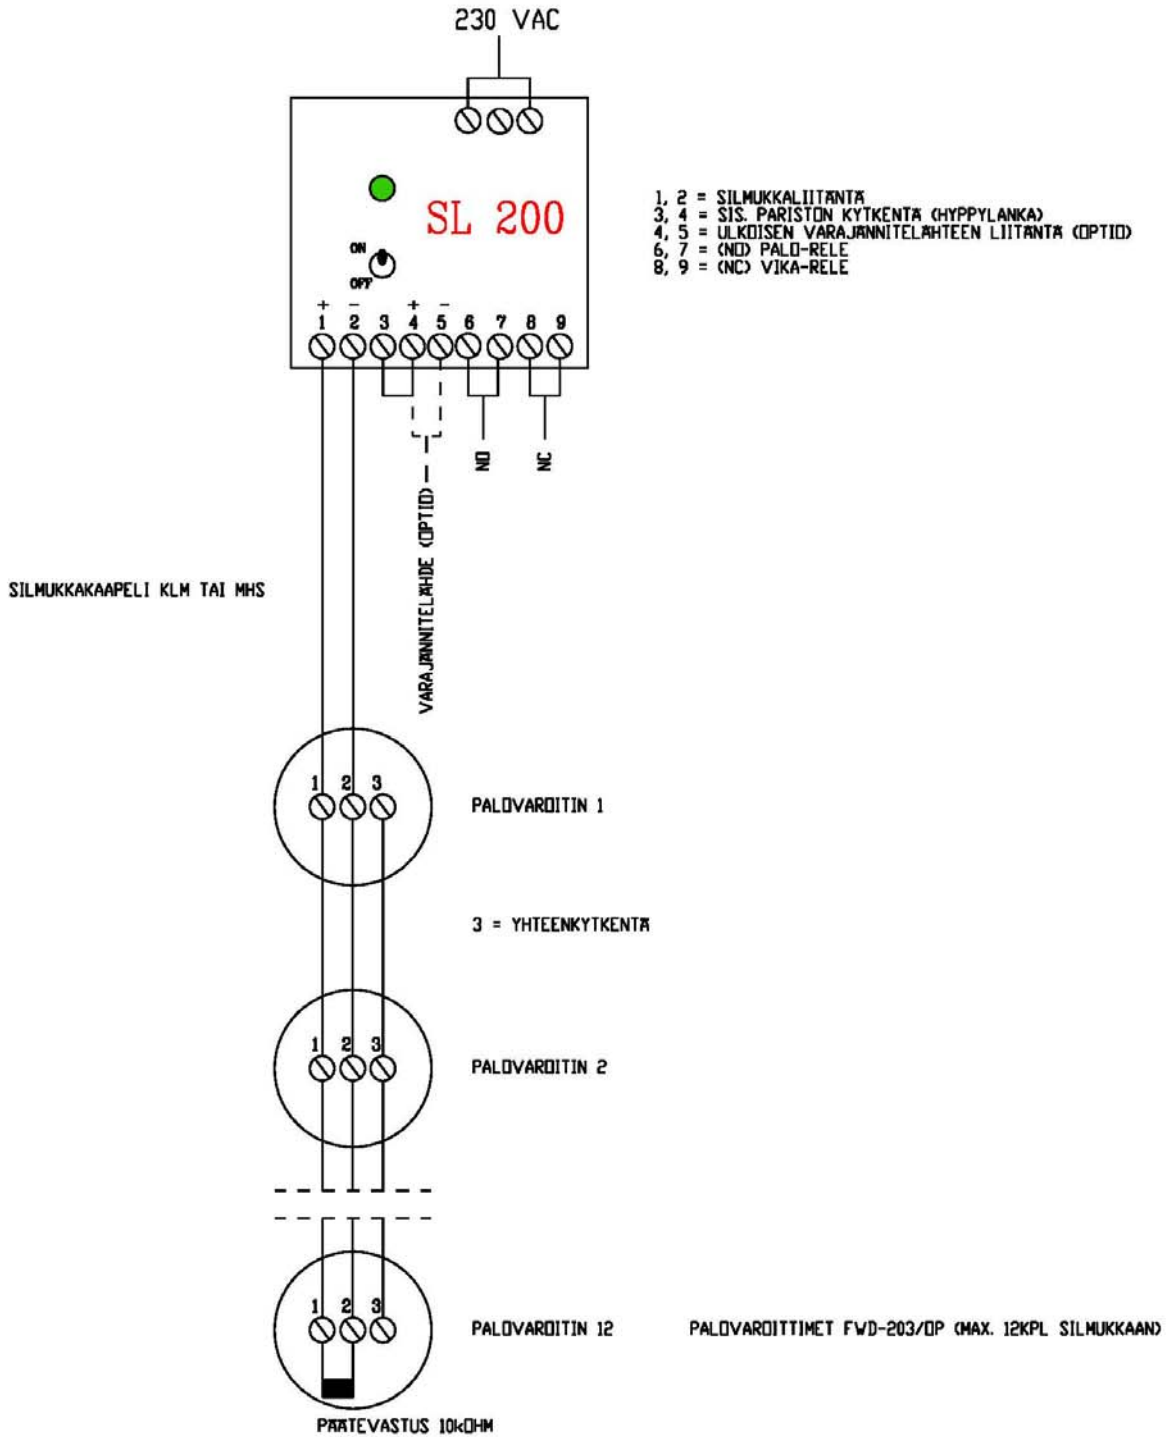 230 VAC
SL 200
ON
OFF
+ - + -
1 2 3 4 5 6 7 8 9
1, 2 = SILMUKKALIITÄNTÄ
3, 4 = SIS. PARISTON KYTKENTÄ (HYPPYLANKA)
4, 5 = ULKOISEN VARAJÄNNITELÄHTEEN LIITÄNTÄ (OPTIO)
6, 7 = (NO) PALO-RELE
8, 9 = (NC) VIKA-RELE
NO
NC
VARAJÄNNITELÄHDE (OPTIO)
SILMUKKAKAAPELI KLM TAI MHS
1 2 3
PALOVAROITIN 1
3 = YHTEENKYTKENTÄ
1 2 3
PALOVAROITIN 2
1 2 3
PALOVAROITIN 12
PALOVAROITTIMET FWD-203/OP (MAX. 12KPL SILMUKKAAN)
PÄÄTEVASTUS 10kOHM